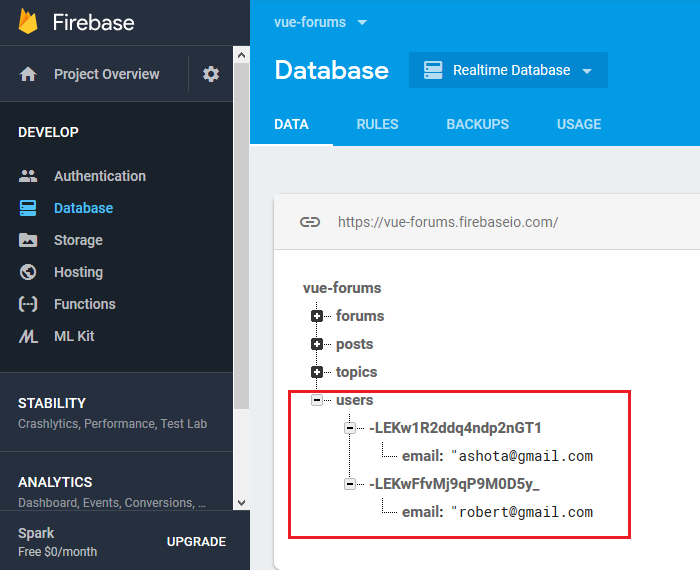 Firebase
Project Overview
DEVELOP
Authentication
Database
Storage
Hosting
Functions
ML Kit
STABILITY
Crashlytics, Performance, Test Lab
ANALYTICS
Dashboard, Events, Conversions, ...
Spark
Free $0/month
UPGRADE
vue-forums
Database
Realtime Database
DATA RULES BACKUPS USAGE
https://vue-forums.firebaseio.com/
vue-forums
forums
posts
topics
users
-LEKw1R2ddq4ndp2nGT1
email: "ashota@gmail.com
-LEKwFfvMj9qP9M0D5y_
email: "robert@gmail.com